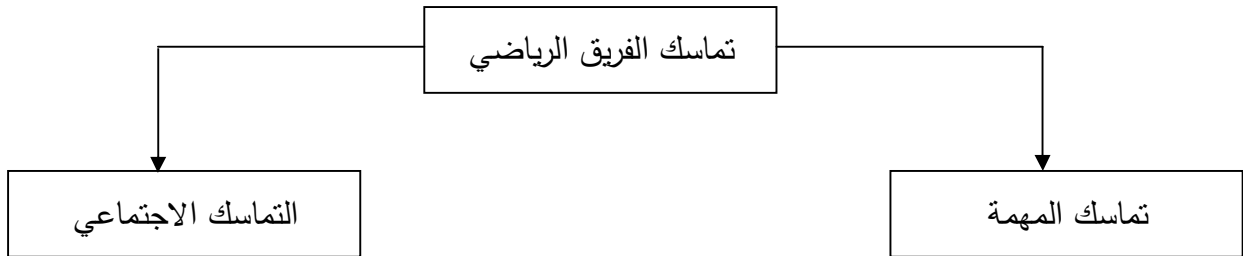 تماسك الفريق الرياضي
تماسك المهمة
التماسك الاجتماعي